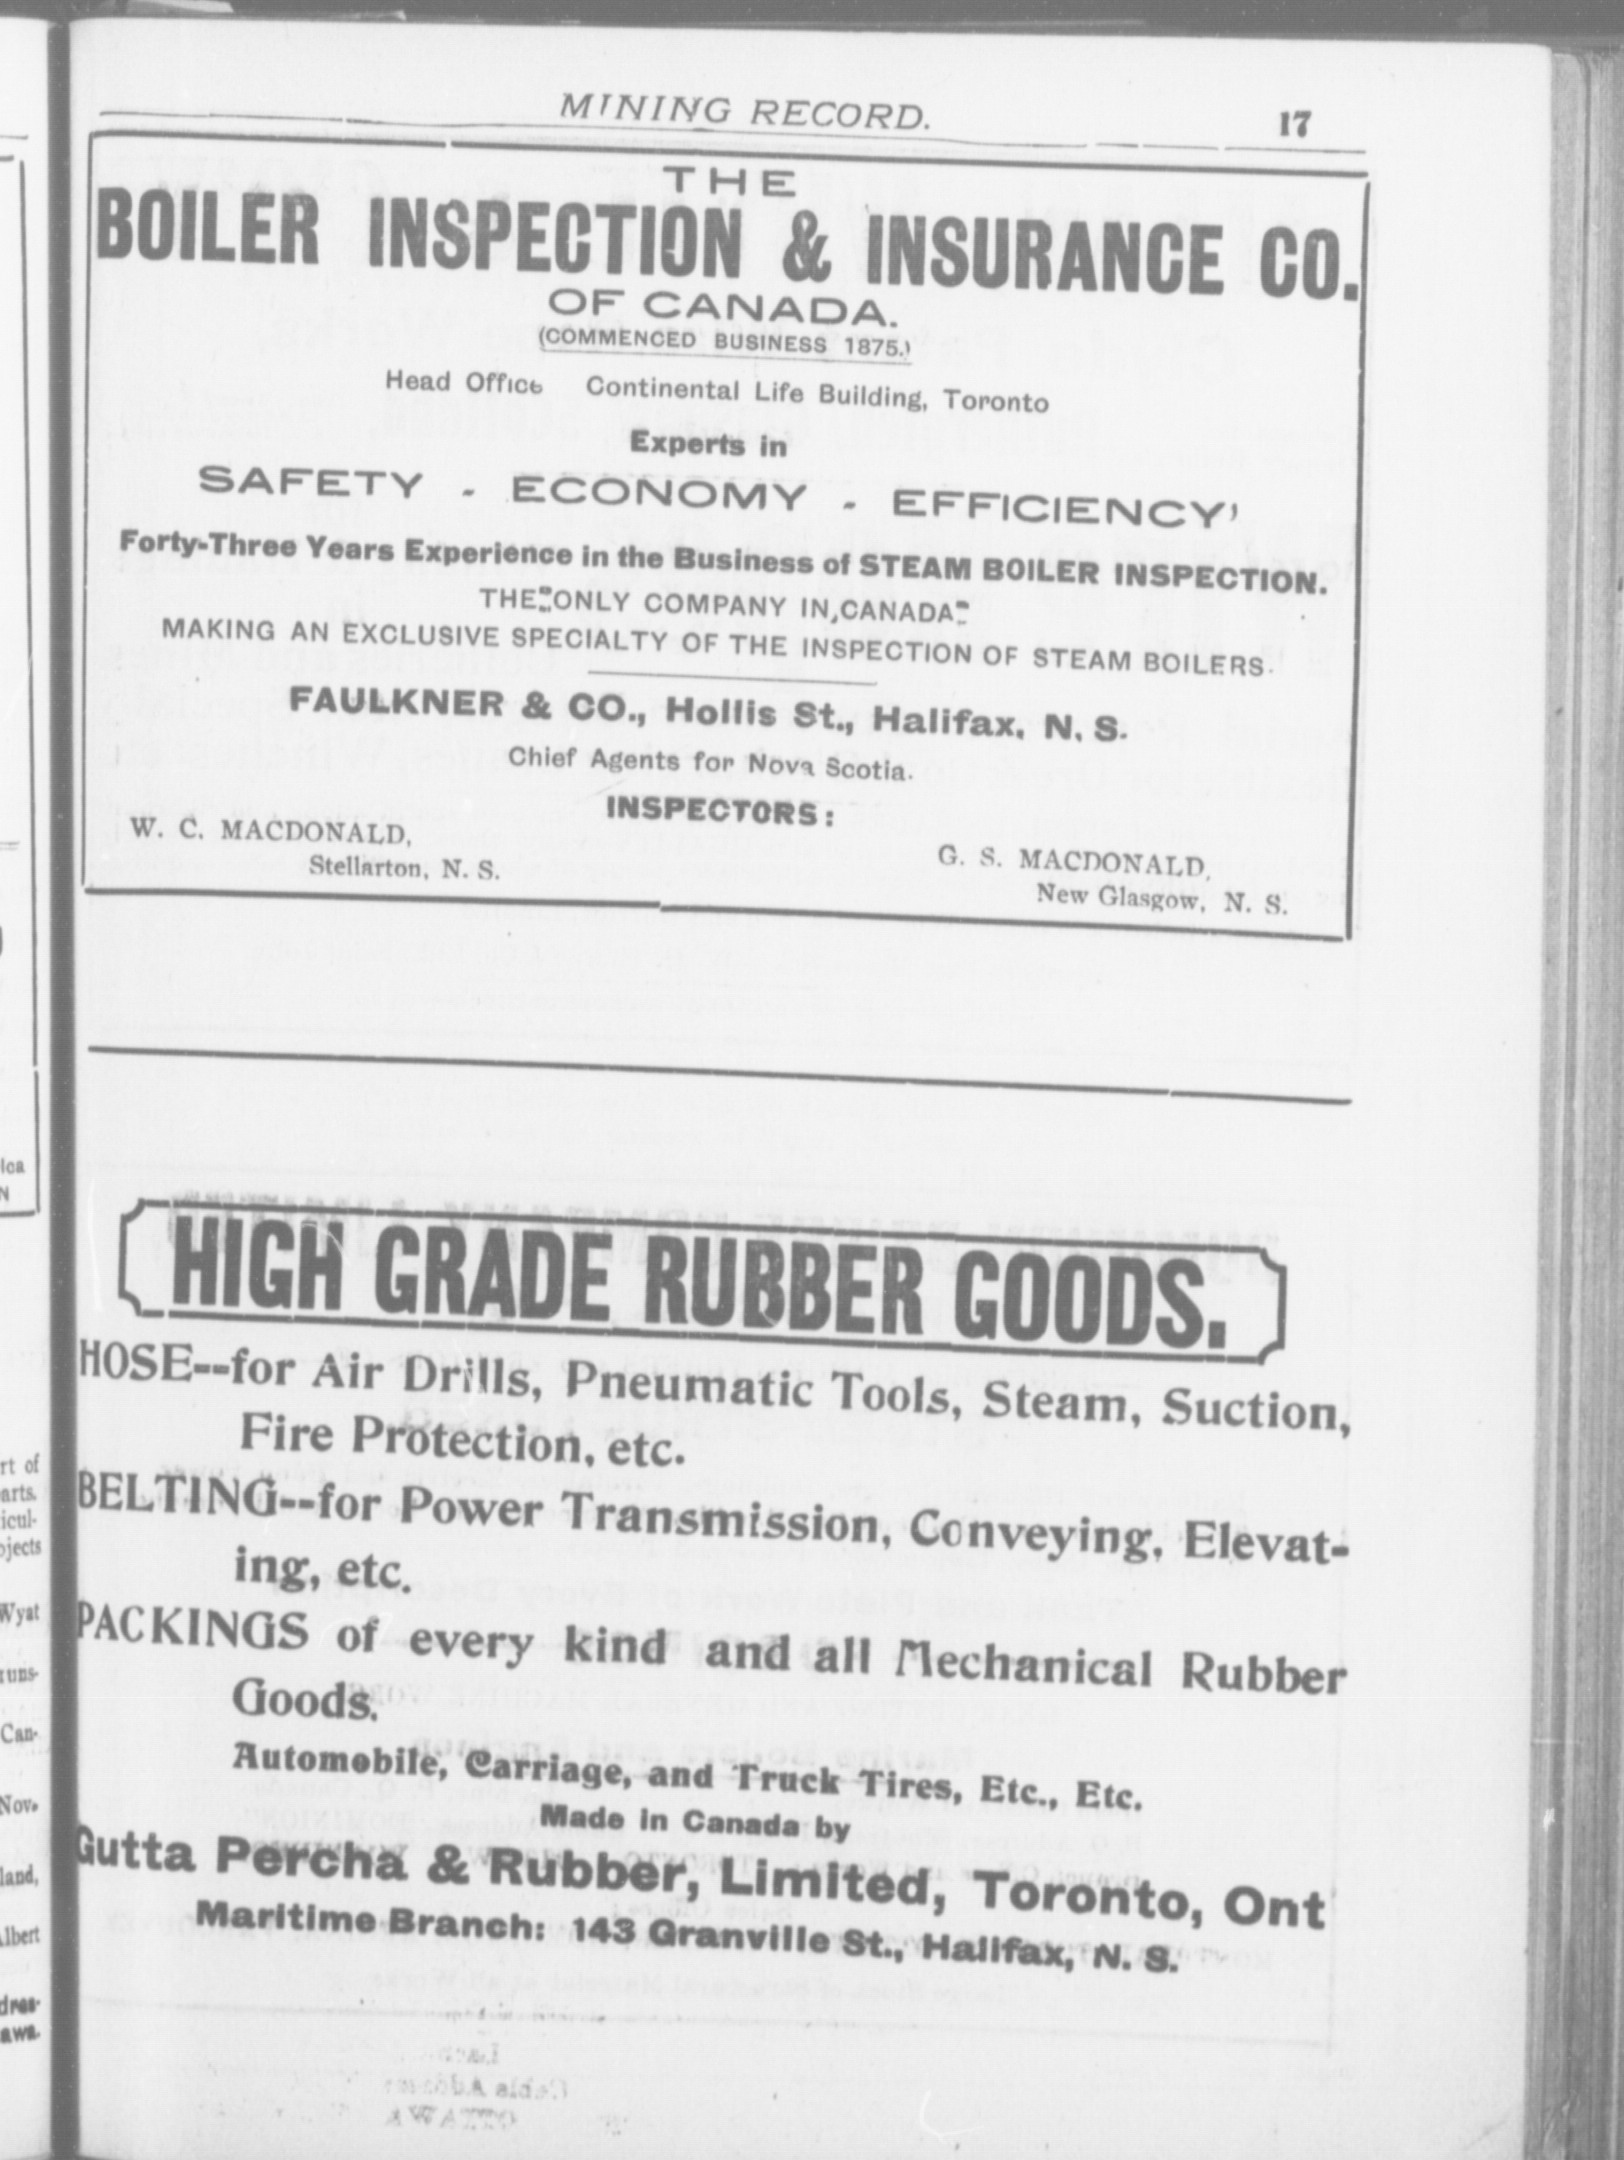 MINING RECORD. 17
THE
BOILER INSPECTION & INSURANCE CO.
OF CANADA.
(COMMENCED BUSINESS 1875.)
Head Office Continental Life Building, Toronto
Experts in
SAFETY - ECONOMY - EFFICIENCY
Forty-Three Years Experience in the Business of STEAM BOILER INSPECTION.
THE ONLY COMPANY IN CANADA
MAKING AN EXCLUSIVE SPECIALTY OF THE INSPECTION OF STEAM BOILERS.
FAULKNER & CO., Hollis St., Halifax, N. S.
Chief Agents for Nova Scotia.
INSPECTORS:
W. C. MACDONALD,
Stellarton, N. S.
G. S. MACDONALD,
New Glasgow, N. S.
HIGH GRADE RUBBER GOODS.
HOSE--for Air Drills, Pneumatic Tools, Steam, Suction,
Fire Protection, etc.
BELTING--for Power Transmission, Conveying, Elevat-
ing, etc.
PACKINGS of every kind and all Mechanical Rubber
Goods.
Automobile, Carriage, and Truck Tires, Etc., Etc.
Made in Canada by
Gutta Percha & Rubber, Limited, Toronto, Ont
Maritime Branch: 143 Granville St., Halifax, N. S.